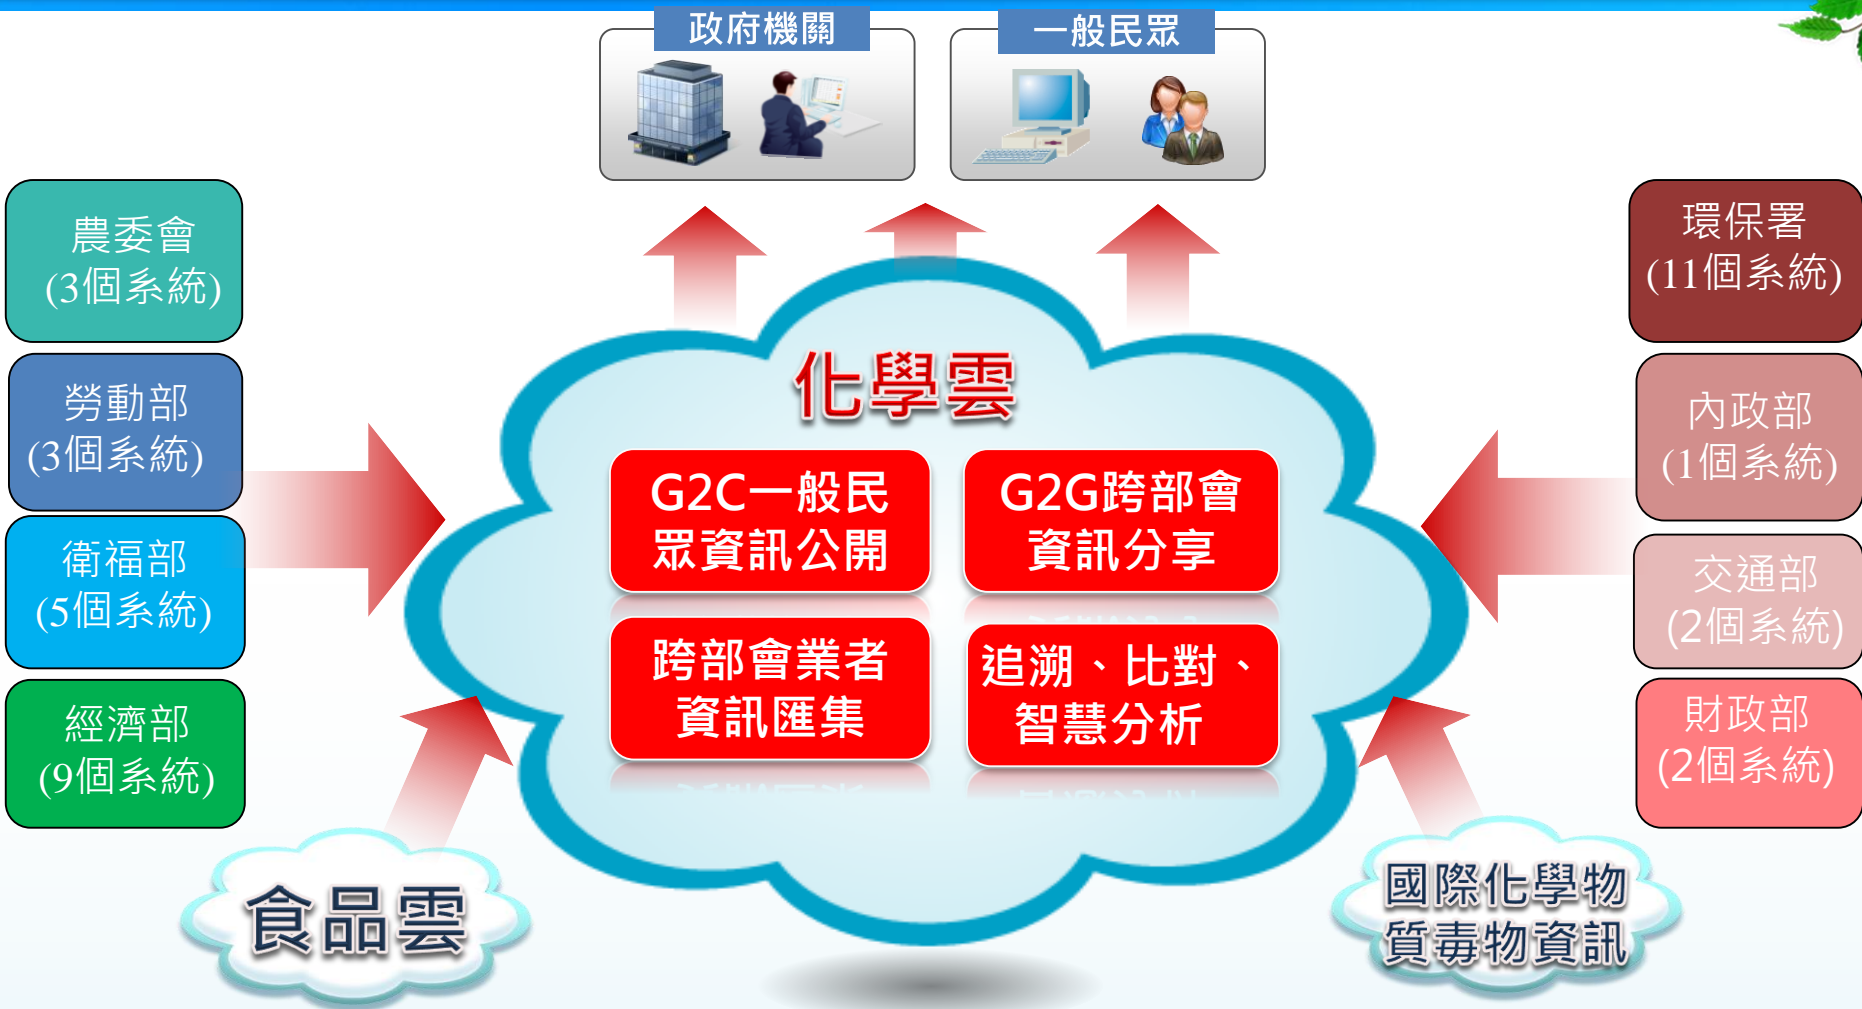 政府機關
一般民眾
農委會
(3個系統)
勞動部
(3個系統)
衛福部
(5個系統)
經濟部
(9個系統)
化學雲
G2C一般民
眾資訊公開
G2G跨部會
資訊分享
跨部會業者
資訊匯集
追溯、比對、
智慧分析
環保署
(11個系統)
內政部
(1個系統)
交通部
(2個系統)
財政部
(2個系統)
食品雲
國際化學物
質毒物資訊